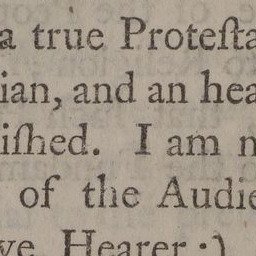 a true Proteſta
ian, and an hea
iſhed. I am n
of the Audie
ve Hearer :)